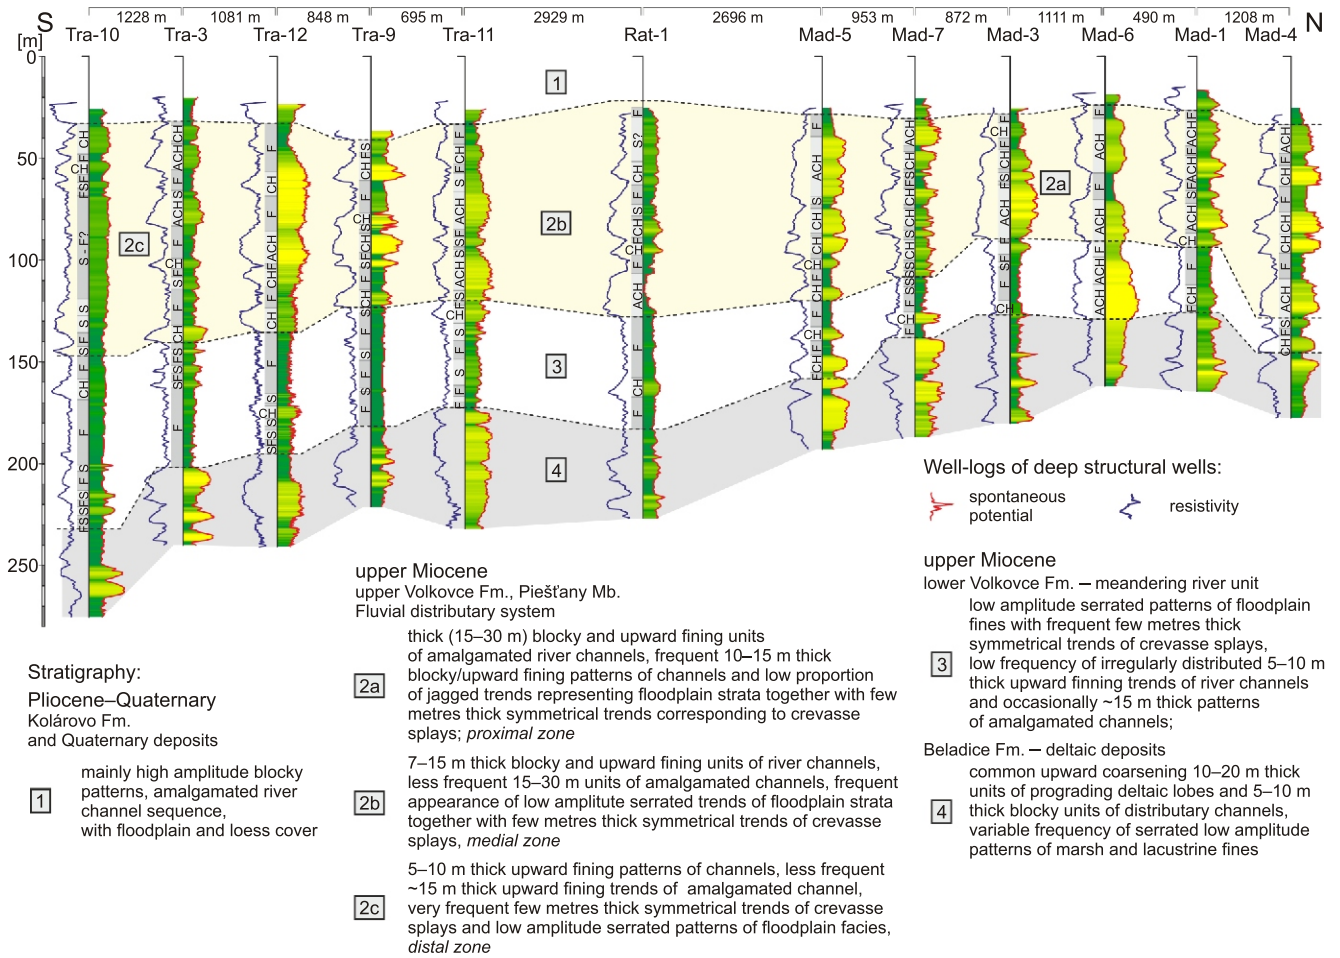 S
N
1228 m
1081 m
848 m
695 m
2929 m
2696 m
953 m
872 m
1111 m
490 m
1208 m
Tra-10
Tra-3
Tra-12
Tra-9
Tra-11
Rat-1
Mad-5
Mad-7
Mad-3
Mad-6
Mad-1
Mad-4
[m]
0
50
100
150
200
250
1
2a
2b
2c
3
4
Well-logs of deep structural wells:
spontaneous
potential
resistivity
Stratigraphy:
Pliocene–Quaternary
Kolárovo Fm.
and Quaternary deposits
1
mainly high amplitude blocky
patterns, amalgamated river
channel sequence,
with floodplain and loess cover
upper Miocene
upper Volkovce Fm., Piešťany Mb.
Fluvial distributary system
2a
thick (15–30 m) blocky and upward fining units
of amalgamated river channels, frequent 10–15 m thick
blocky/upward fining patterns of channels and low proportion
of jagged trends representing floodplain strata together with few
metres thick symmetrical trends corresponding to crevasse
splays; proximal zone
2b
7–15 m thick blocky and upward fining units of river channels,
less frequent 15–30 m units of amalgamated channels, frequent
appearance of low amplitute serrated trends of floodplain strata
together with few metres thick symmetrical trends of crevasse
splays, medial zone
2c
5–10 m thick upward fining patterns of channels, less frequent
~15 m thick upward fining trends of amalgamated channel,
very frequent few metres thick symmetrical trends of crevasse
splays and low amplitude serrated patterns of floodplain facies,
distal zone
upper Miocene
lower Volkovce Fm. – meandering river unit
3
low amplitude serrated patterns of floodplain
fines with frequent few metres thick
symmetrical trends of crevasse splays,
low frequency of irregularly distributed 5–10 m
thick upward finning trends of river channels
and occasionally ~15 m thick patterns
of amalgamated channels;
Beladice Fm. – deltaic deposits
4
common upward coarsening 10–20 m thick
units of prograding deltaic lobes and 5–10 m
thick blocky units of distributary channels,
variable frequency of serrated low amplitude
patterns of marsh and lacustrine fines